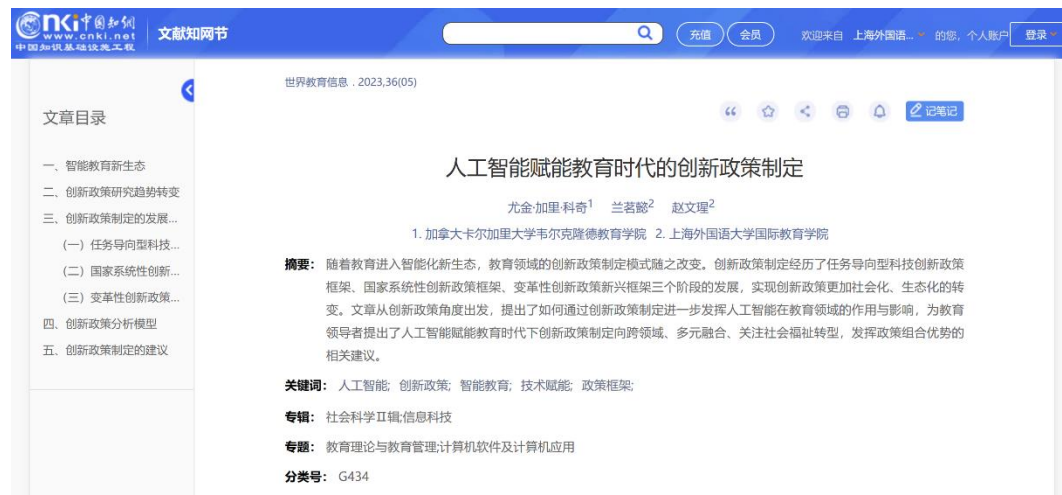 cnki 中国知网
www.cnki.net
中国知识基础设施工程
文献知网节
充值
会员
欢迎来自 上海外国语... 的您，个人账户
登录
文章目录
一、智能教育新生态
二、创新政策研究趋势转变
三、创新政策制定的发展...
（一）任务导向型科技...
（二）国家系统性创新...
（三）变革性创新政策...
四、创新政策分析模型
五、创新政策制定的建议
世界教育信息 . 2023,36(05)
记笔记
人工智能赋能教育时代的创新政策制定
尤金·加里·科奇1 兰茗懿2 赵文瑆2
1. 加拿大卡尔加里大学韦尔克隆德教育学院 2. 上海外国语大学国际教育学院
摘要： 随着教育进入智能化新生态，教育领域的创新政策制定模式随之改变。创新政策制定经历了任务导向型科技创新政策
框架、国家系统性创新政策框架、变革性创新政策新兴框架三个阶段的发展，实现创新政策更加社会化、生态化的转
变。文章从创新政策角度出发，提出了如何通过创新政策制定进一步发挥人工智能在教育领域的作用与影响，为教育
领导者提出了人工智能赋能教育时代下创新政策制定向跨领域、多元融合、关注社会福祉转型，发挥政策组合优势的
相关建议。
关键词： 人工智能; 创新政策; 智能教育; 技术赋能; 政策框架;
专辑： 社会科学Ⅱ辑;信息科技
专题： 教育理论与教育管理;计算机软件及计算机应用
分类号： G434